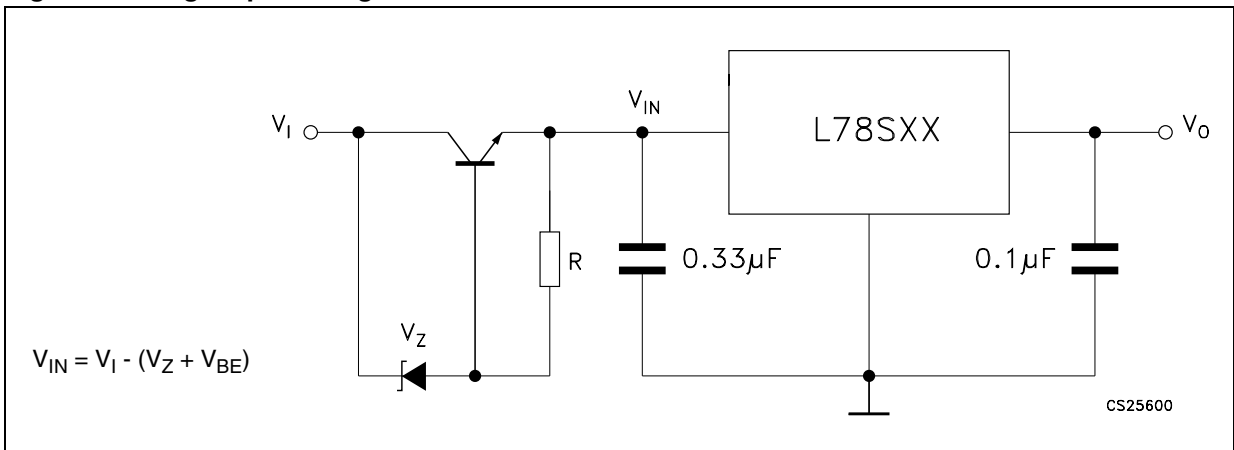 V_I
V_IN
L78SXX
V_O
R
0.33µF
0.1µF
V_Z
V_IN = V_I - (V_Z + V_BE)
CS25600